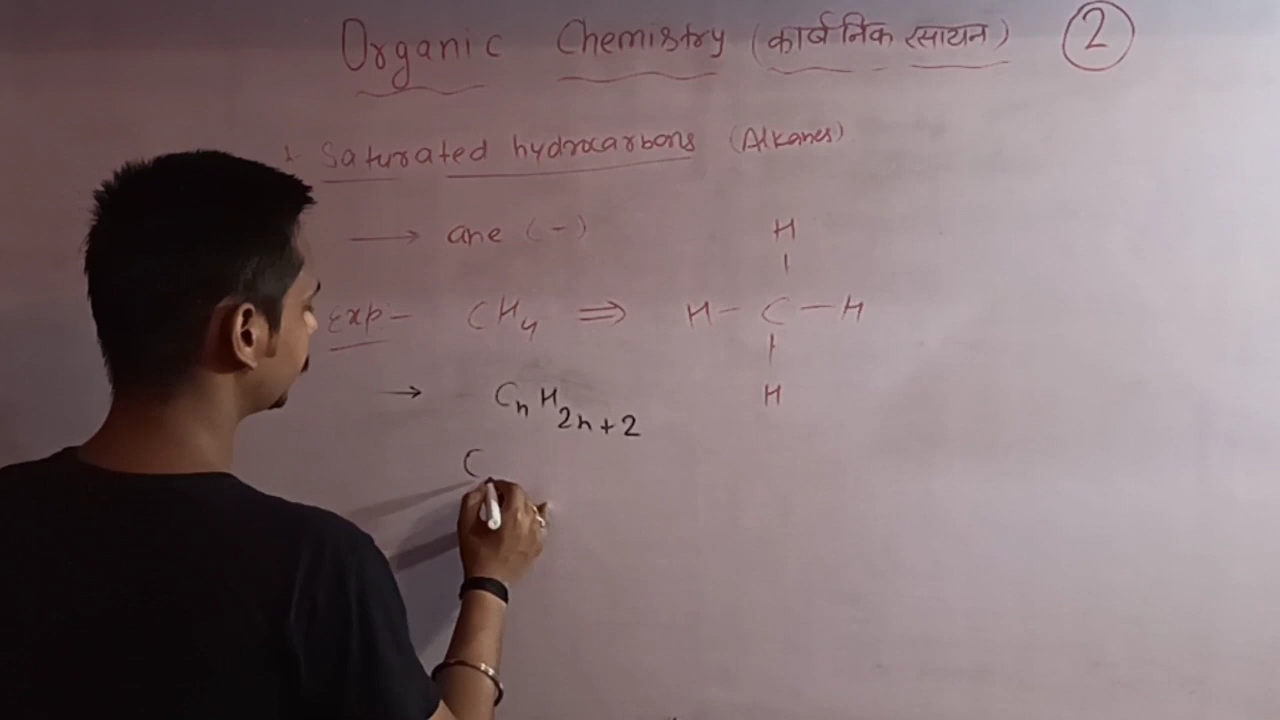 Organic Chemistry (कार्बनिक रसायन) 2
1. Saturated hydrocarbons (Alkanes)
→ ane (-)
H
Exp:- CH4 ⇒ H-C-H
→ CnH2n+2 H
C